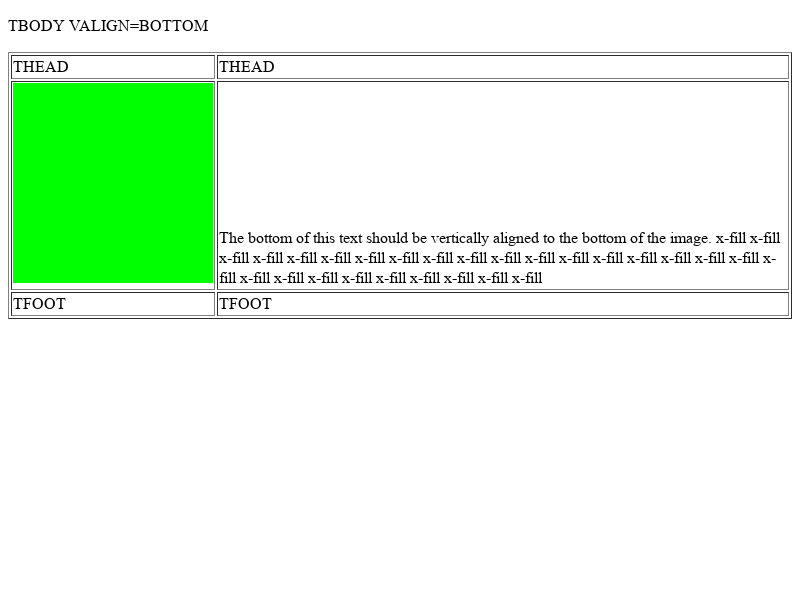 TBODY VALIGN=BOTTOM
THEAD THEAD
The bottom of this text should be vertically aligned to the bottom of the image. x-fill x-fill
x-fill x-fill x-fill x-fill x-fill x-fill x-fill x-fill x-fill x-fill x-fill x-fill x-fill x-fill x-fill x-fill x-
fill x-fill x-fill x-fill x-fill x-fill x-fill x-fill x-fill x-fill
TFOOT TFOOT